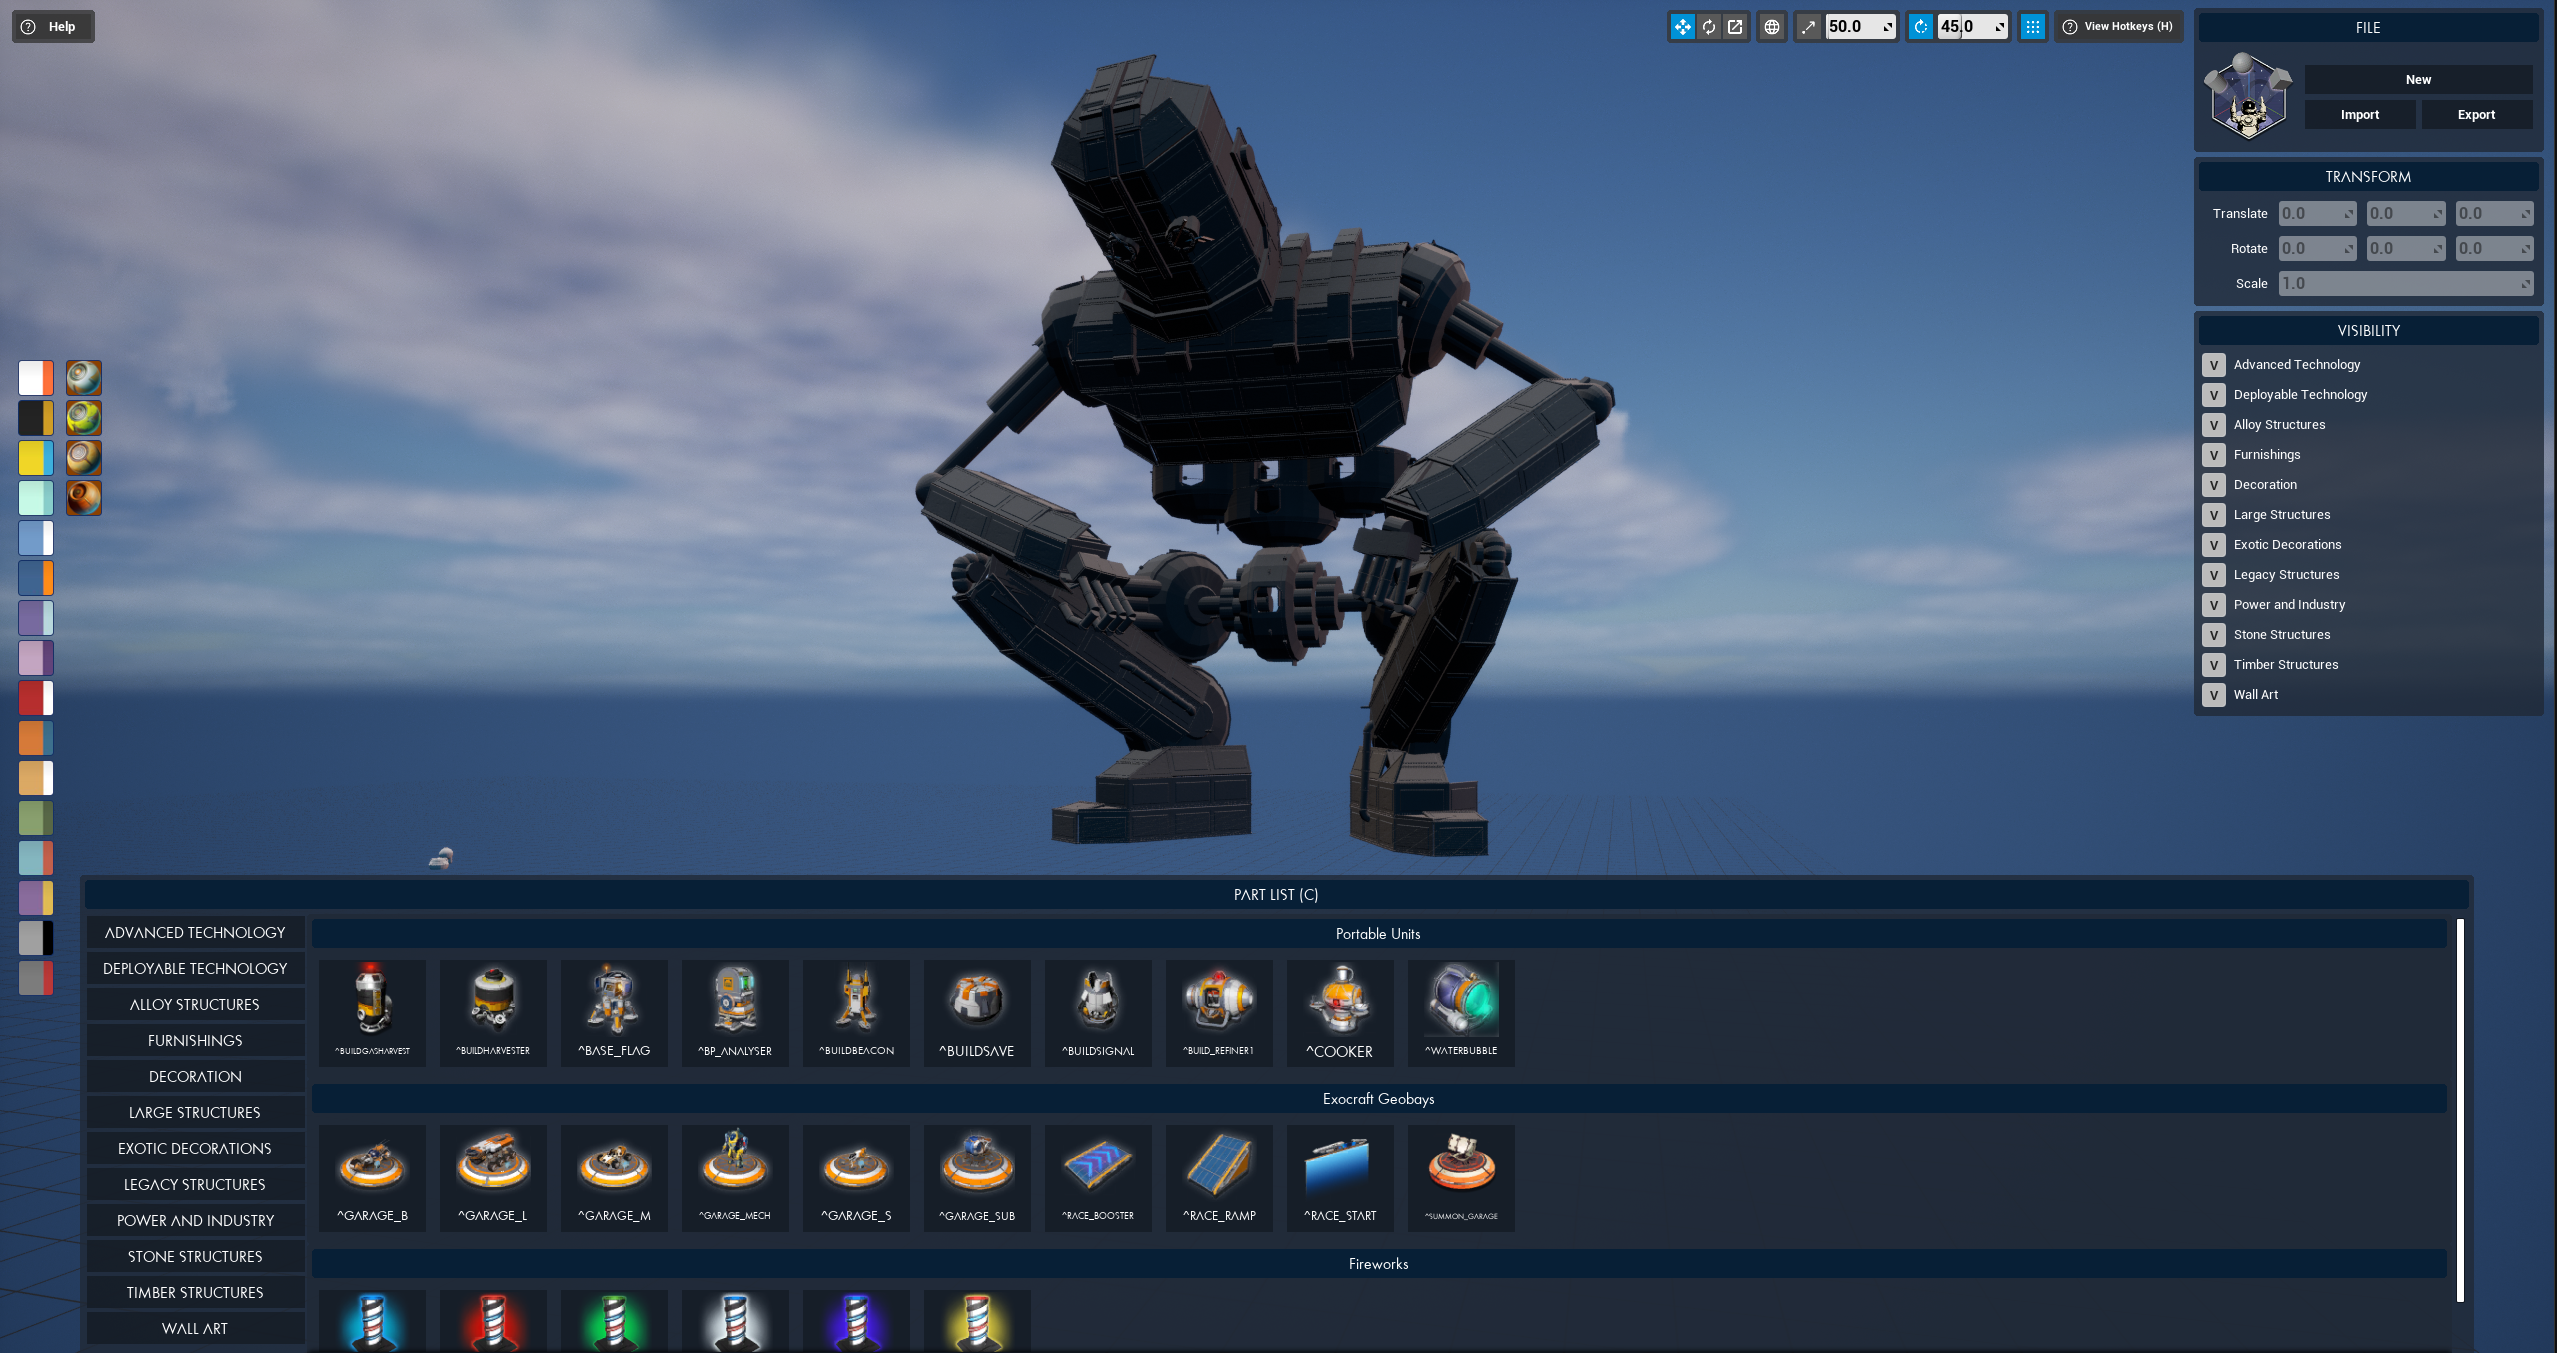 Help
50.0
45.0
View Hotkeys (H)
FILE
New
Import
Export
TRANSFORM
Translate 0.0 0.0 0.0
Rotate 0.0 0.0 0.0
Scale 1.0
VISIBILITY
V Advanced Technology
V Deployable Technology
V Alloy Structures
V Furnishings
V Decoration
V Large Structures
V Exotic Decorations
V Legacy Structures
V Power and Industry
V Stone Structures
V Timber Structures
V Wall Art
PART LIST (C)
ADVANCED TECHNOLOGY
DEPLOYABLE TECHNOLOGY
ALLOY STRUCTURES
FURNISHINGS
DECORATION
LARGE STRUCTURES
EXOTIC DECORATIONS
LEGACY STRUCTURES
POWER AND INDUSTRY
STONE STRUCTURES
TIMBER STRUCTURES
WALL ART
Portable Units
^BUILDGASHARVEST ^BUILDHARVESTER ^BASE_FLAG ^BP_ANALYSER ^BUILDBEACON ^BUILDSAVE ^BUILDSIGNAL ^BUILD_REFINER1 ^COOKER ^WATERBUBBLE
Exocraft Geobays
^GARAGE_B ^GARAGE_L ^GARAGE_M ^GARAGE_MECH ^GARAGE_S ^GARAGE_SUB ^RACE_BOOSTER ^RACE_RAMP ^RACE_START ^SUMMON_GARAGE
Fireworks